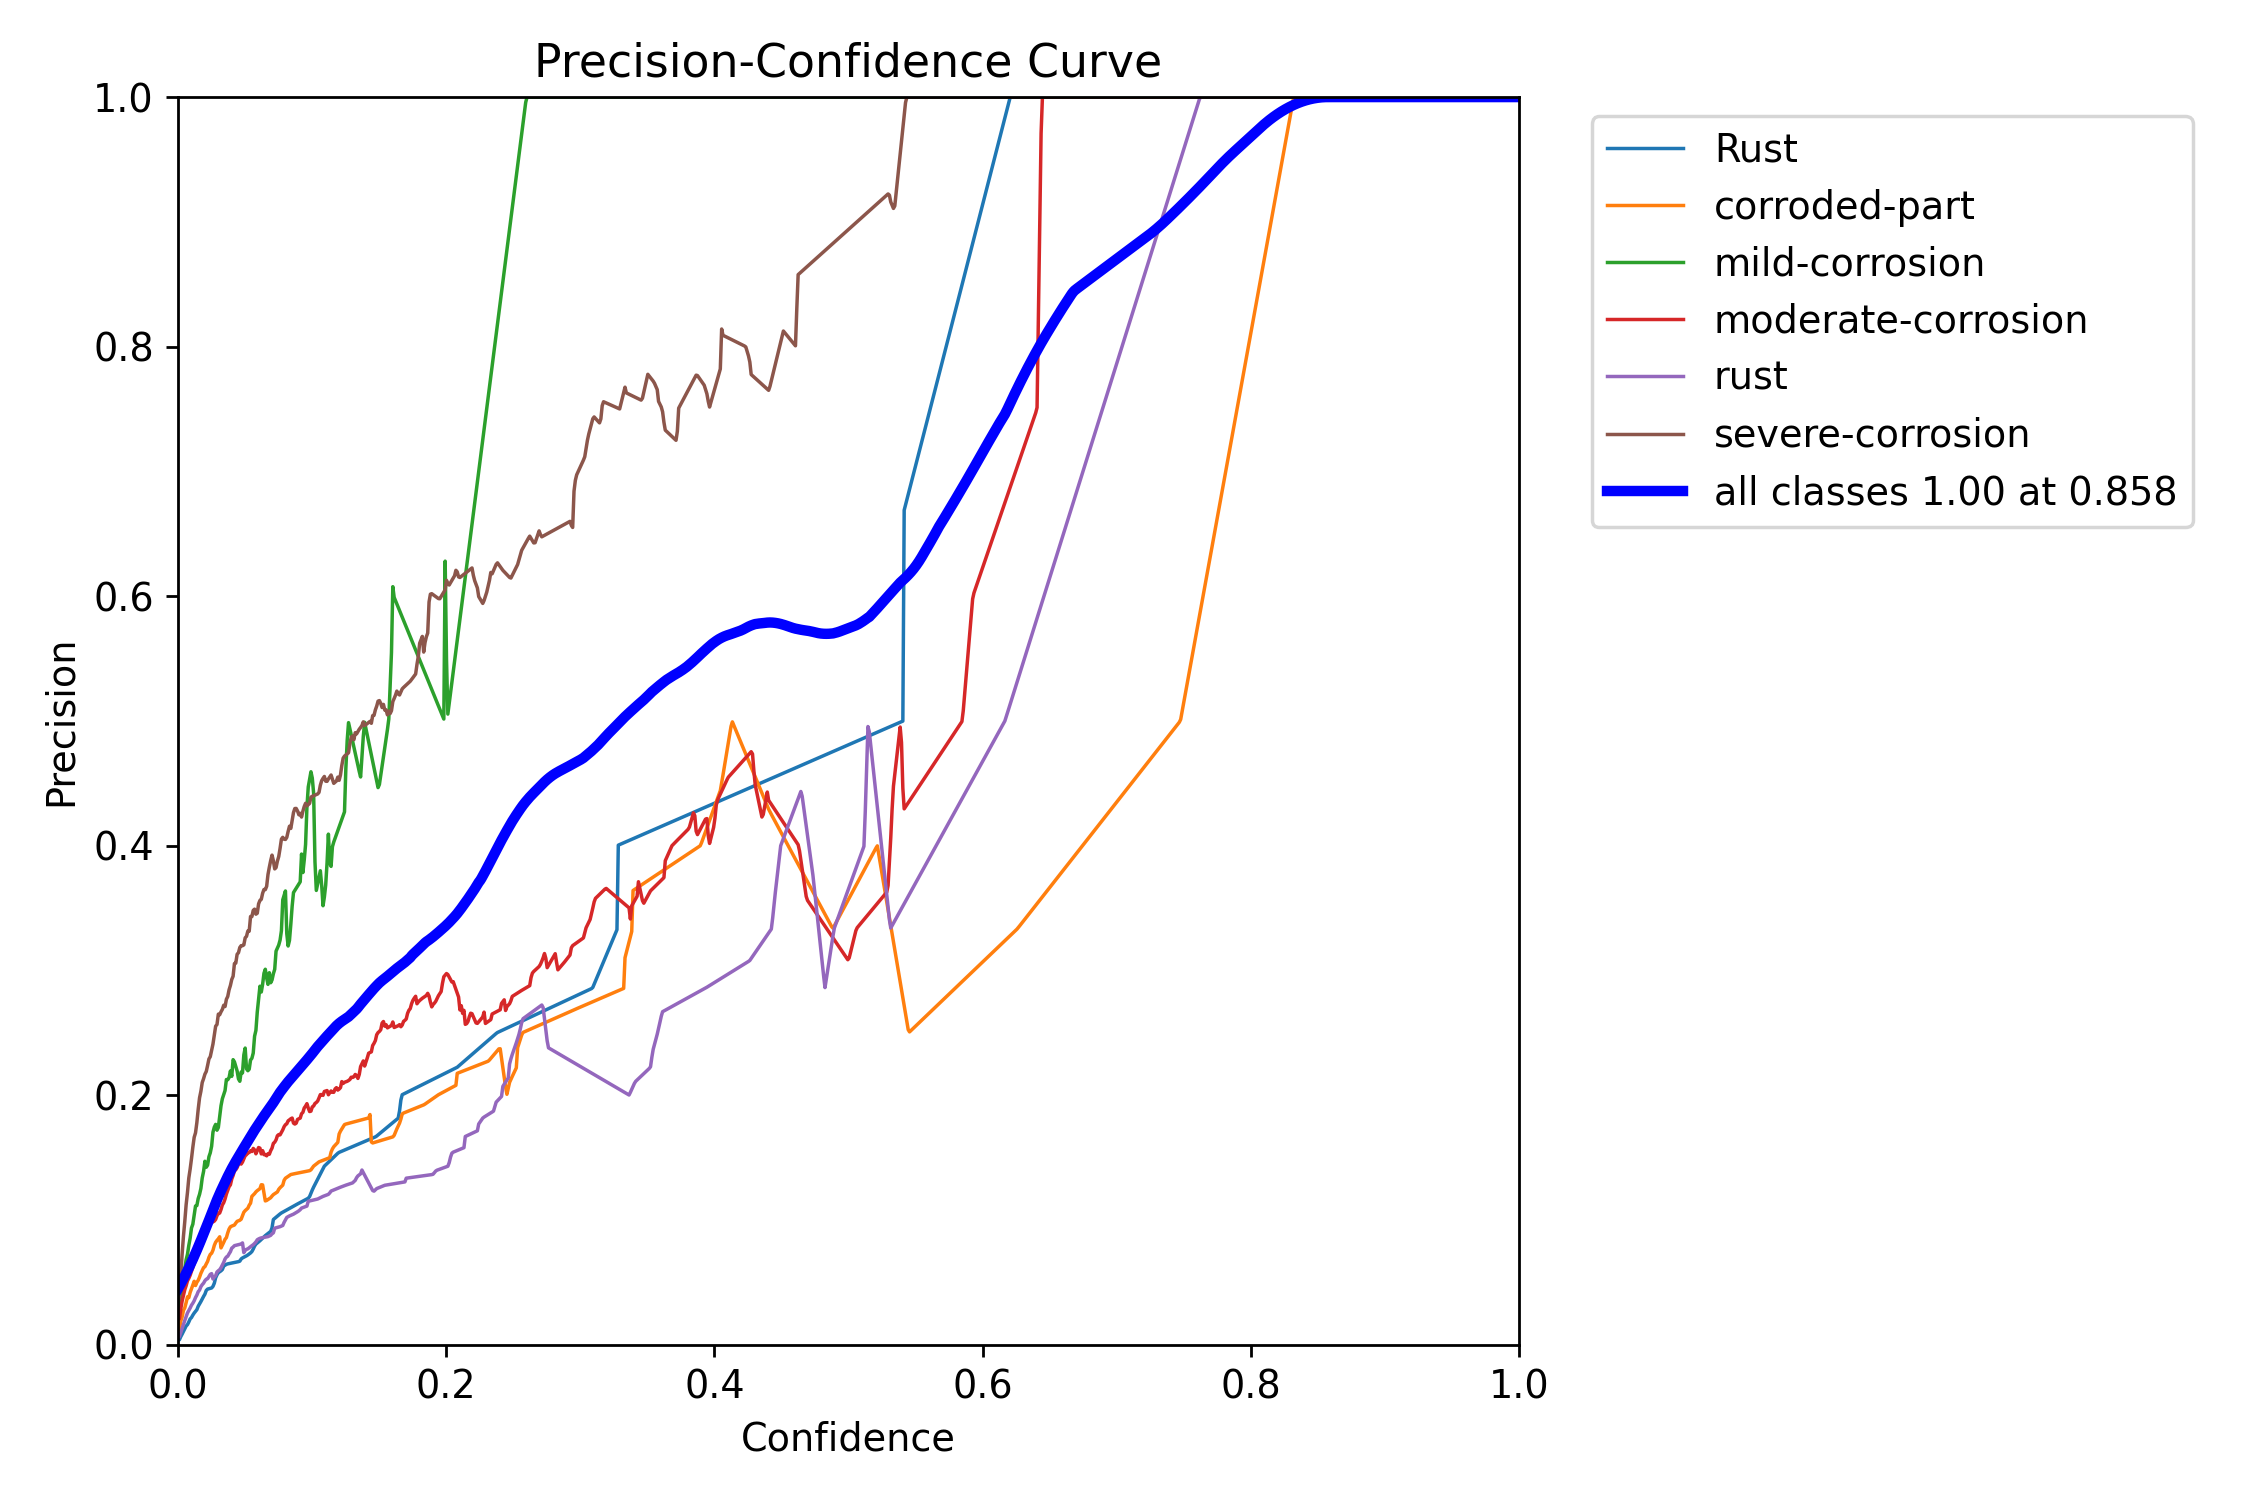 Precision-Confidence Curve
1.0
0.8
0.6
0.4
0.2
0.0
Precision
0.0 0.2 0.4 0.6 0.8 1.0
Confidence
Rust
corroded-part
mild-corrosion
moderate-corrosion
rust
severe-corrosion
all classes 1.00 at 0.858